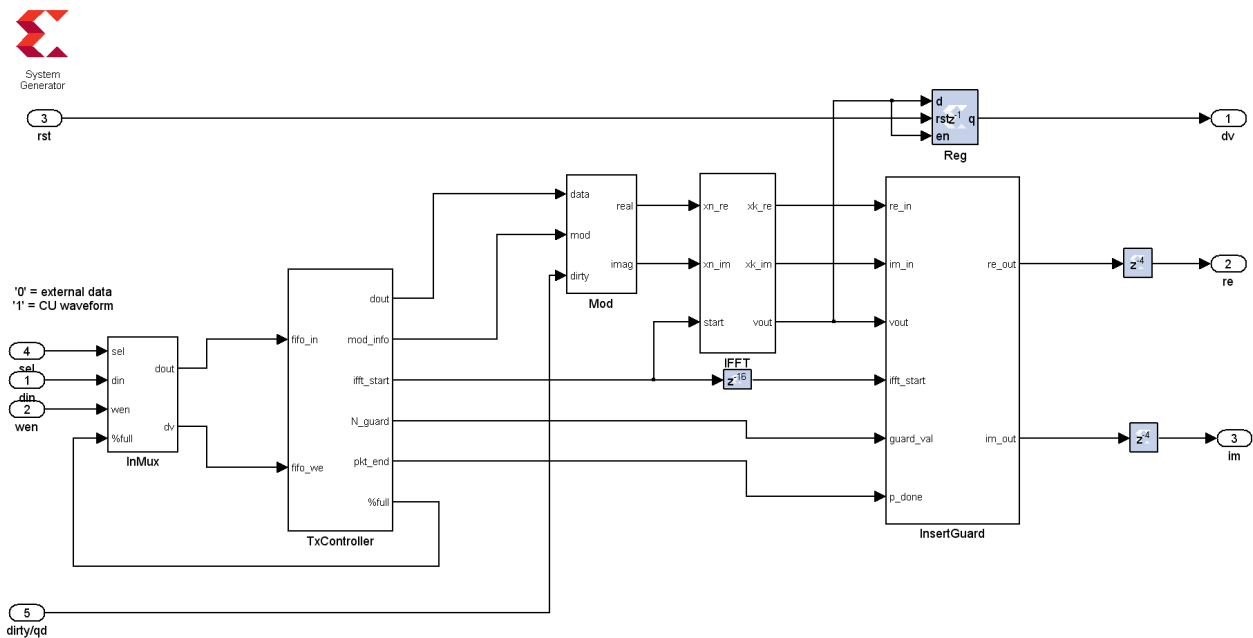 System
Generator
3
rst
d
rst
z-1
q
en
Reg
1
dv
data
mod
dirty
real
imag
Mod
xn_re
xn_im
start
xk_re
xk_im
vout
IFFT
z-16
re_in
im_in
vout
ifft_start
guard_val
p_done
re_out
im_out
InsertGuard
z-4
2
re
z-4
3
im
'0' = external data
'1' = CU waveform
4
sel
1
din
2
wen
sel
din
wen
%full
dout
dv
InMux
fifo_in
fifo_we
dout
mod_info
ifft_start
N_guard
pkt_end
%full
TxController
5
dirty/qd